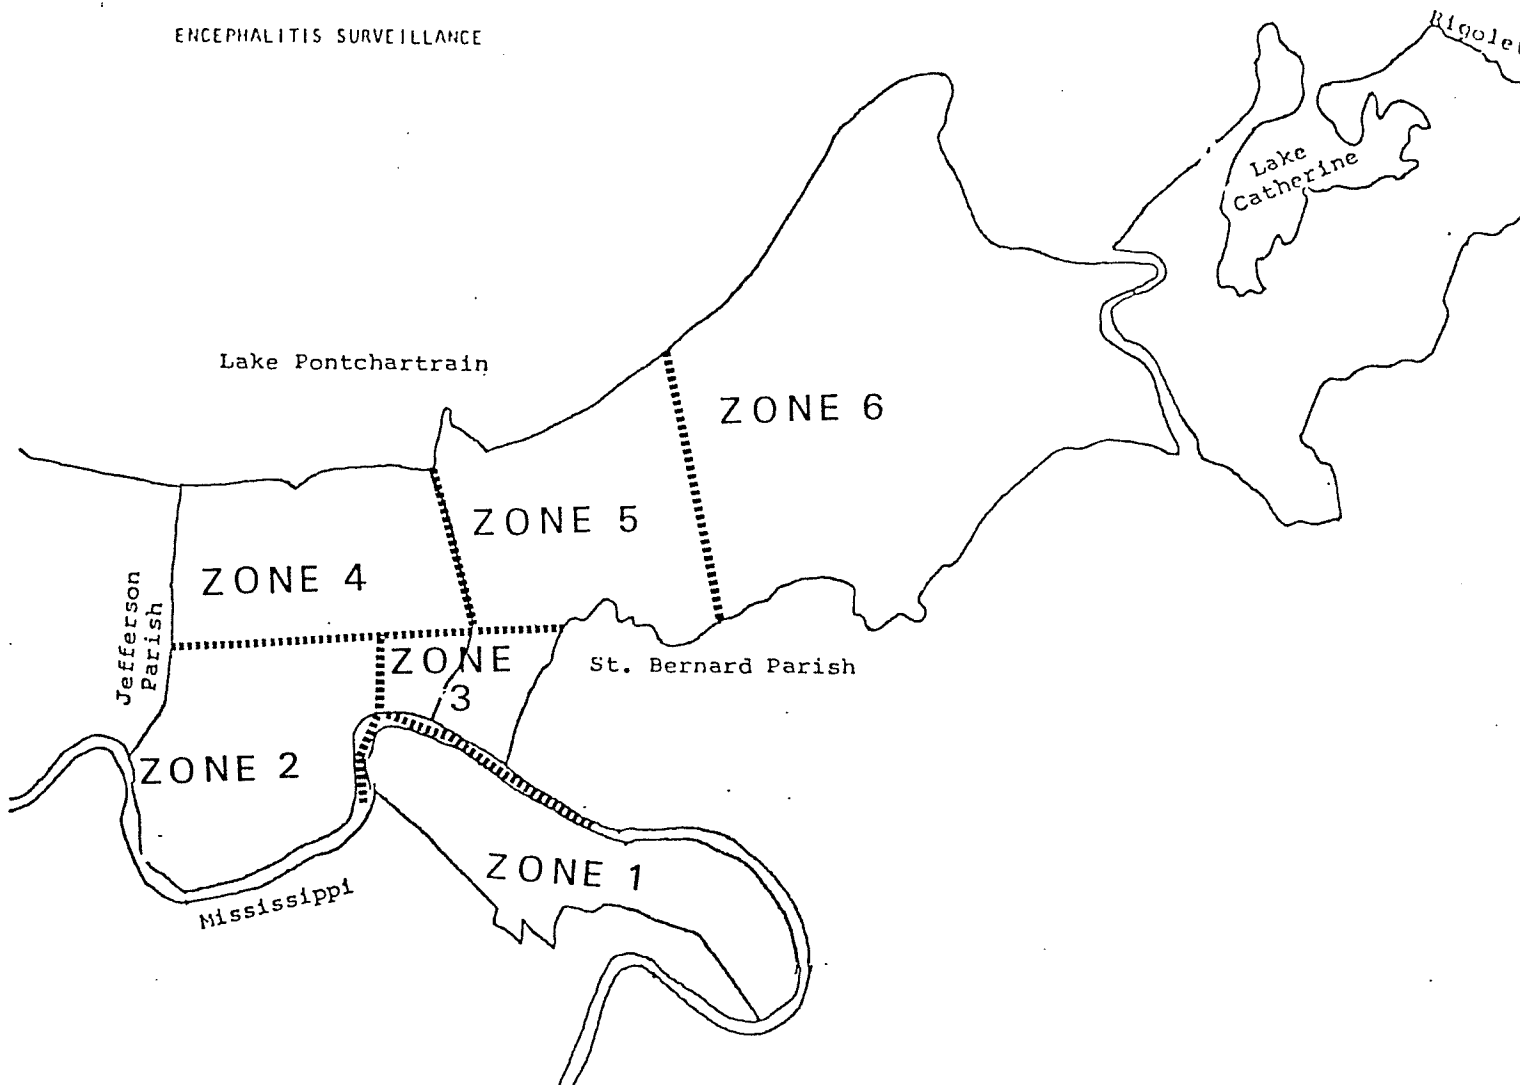 ENCEPHALITIS SURVEILLANCE
Lake
Catherine
Lake Pontchartrain
ZONE 6
ZONE 5
ZONE 4
Jefferson
Parish
ZONE
3
St. Bernard Parish
ZONE 2
ZONE 1
Mississippi